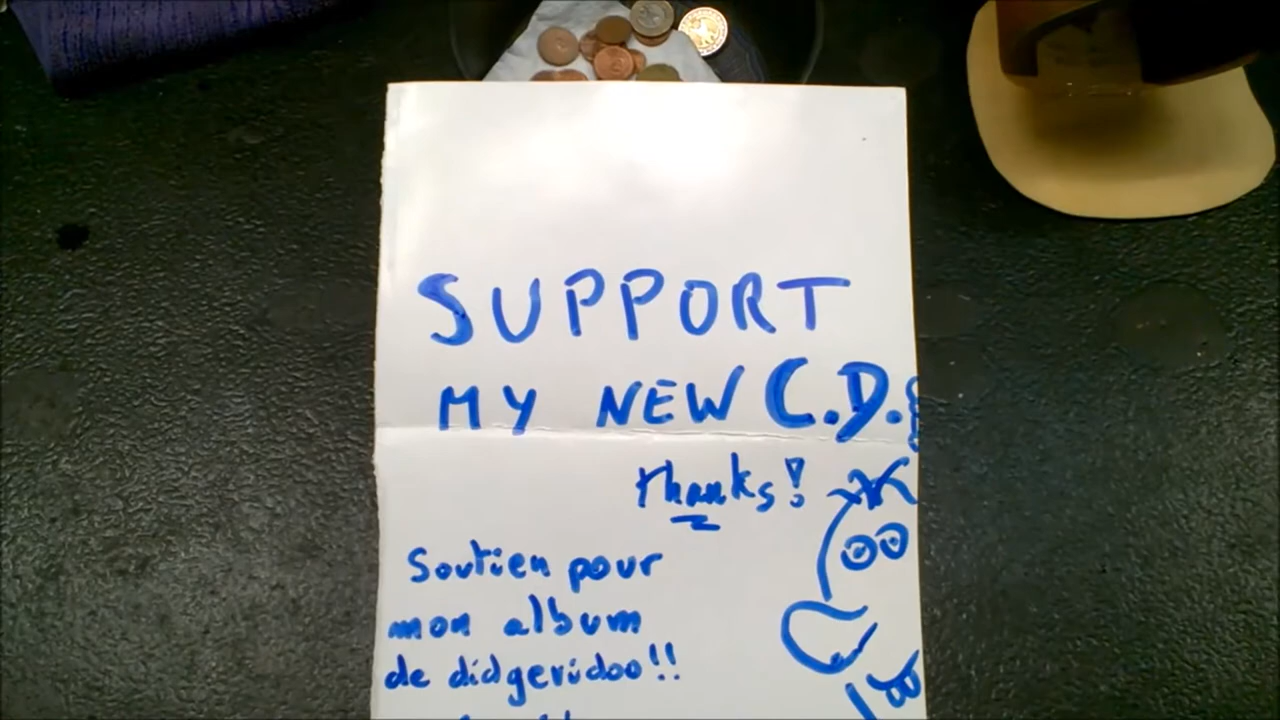 SUPPORT
MY NEW C.D.
thanks!
Soutien pour
mon album
de didgeridoo!!